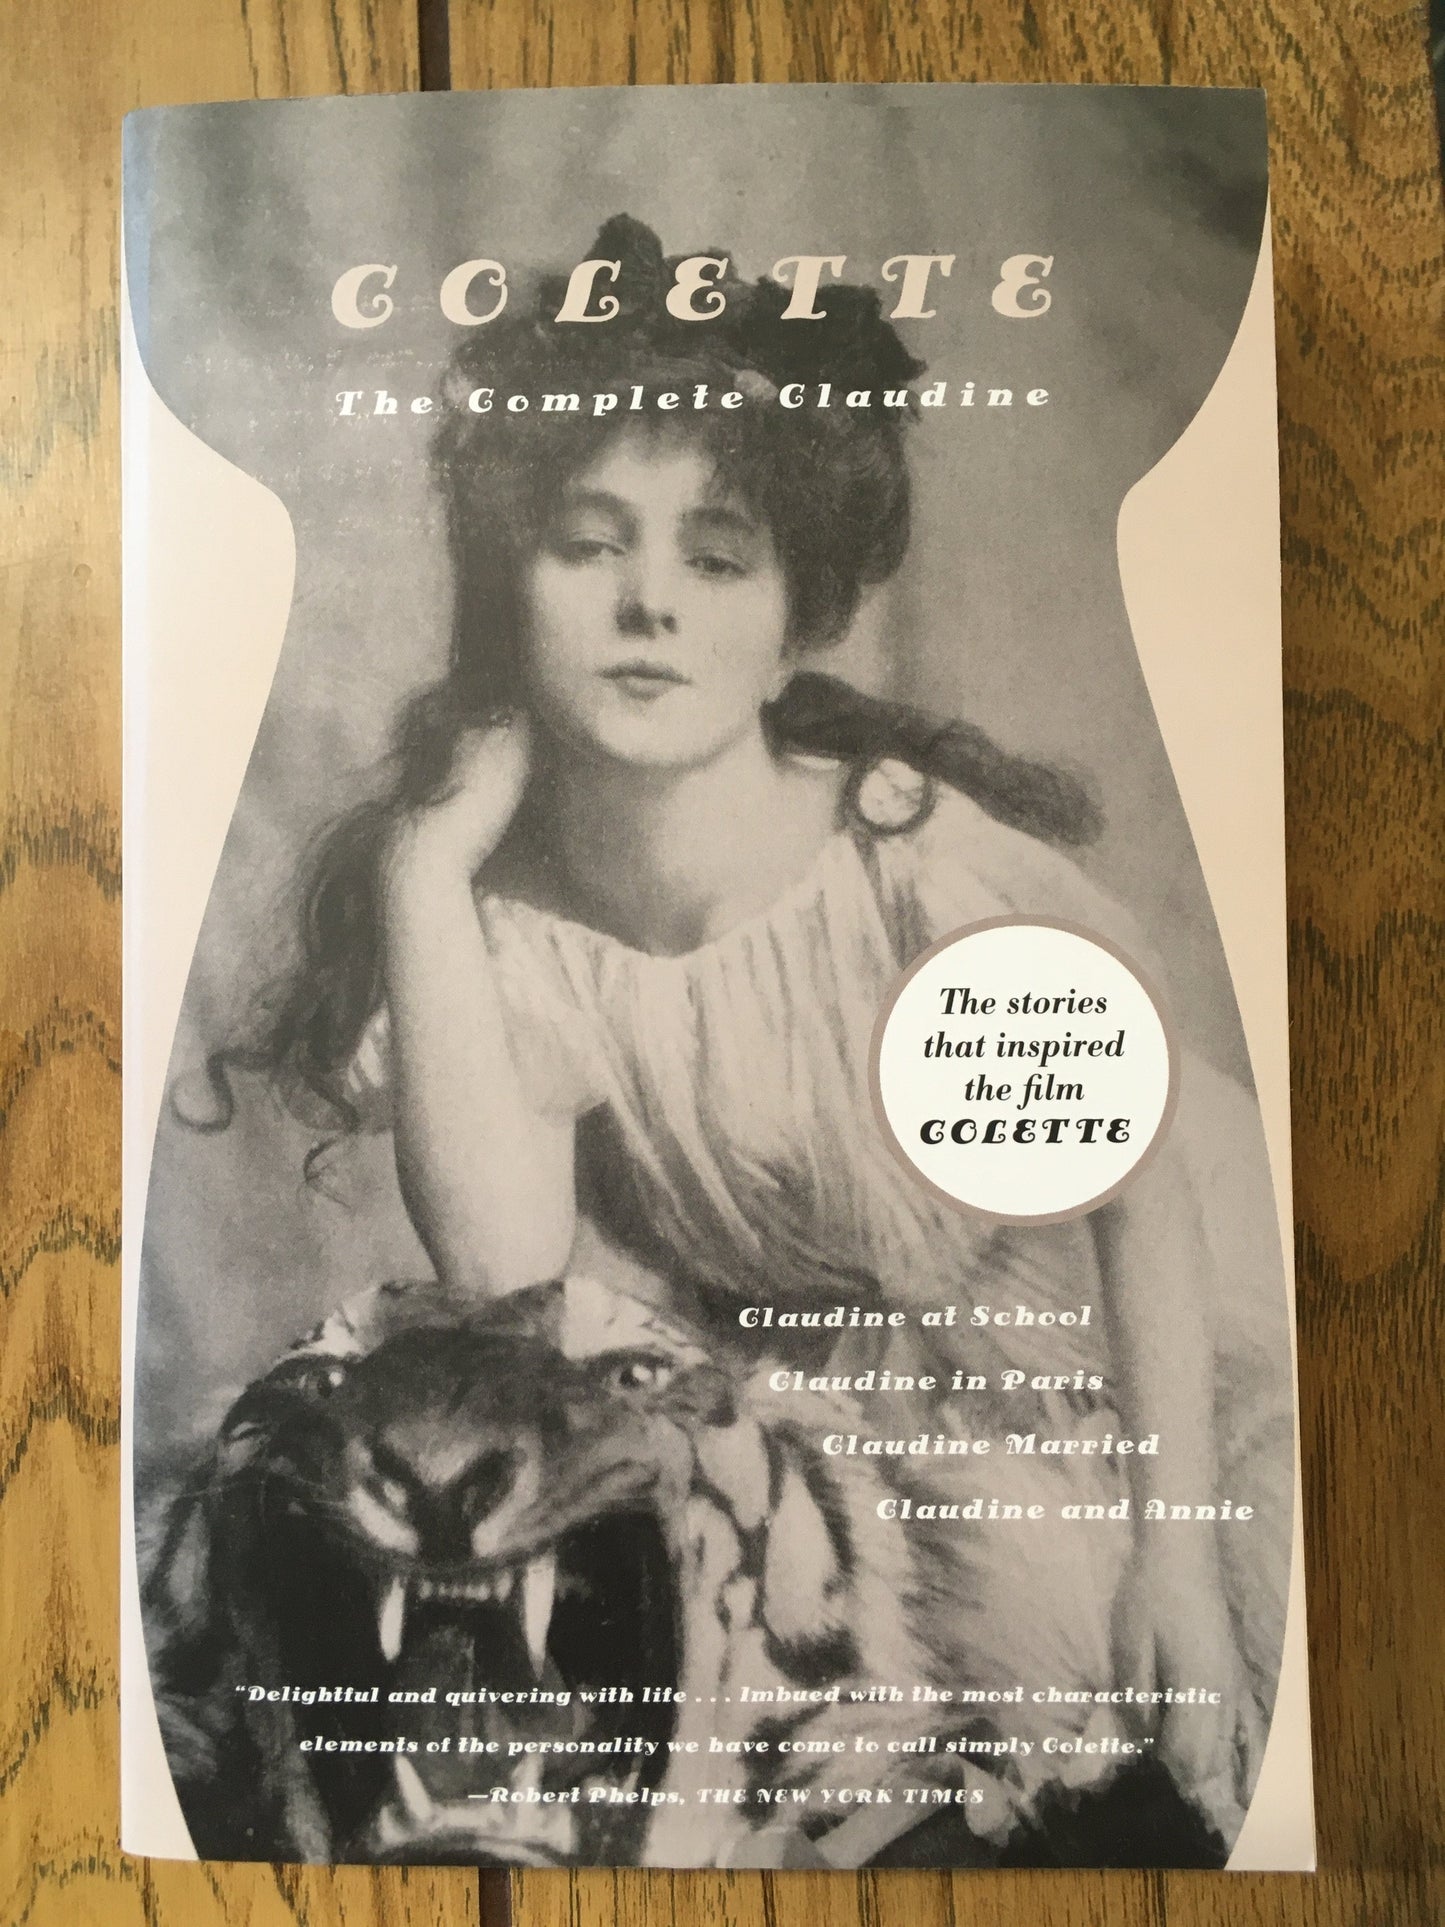 COLETTE
The Complete Claudine
The stories
that inspired
the film
COLETTE
Claudine at School
Claudine in Paris
Claudine Married
Claudine and Annie
“Delightful and quivering with life . . . Imbued with the most characteristic
elements of the personality we have come to call simply Colette.”
—Robert Phelps, THE NEW YORK TIMES